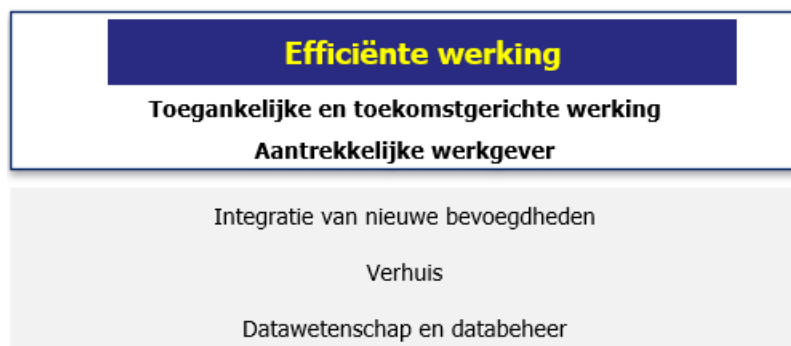 Efficiënte werking
Toegankelijke en toekomstgerichte werking
Aantrekkelijke werkgever
Integratie van nieuwe bevoegdheden
Verhuis
Datawetenschap en databeheer